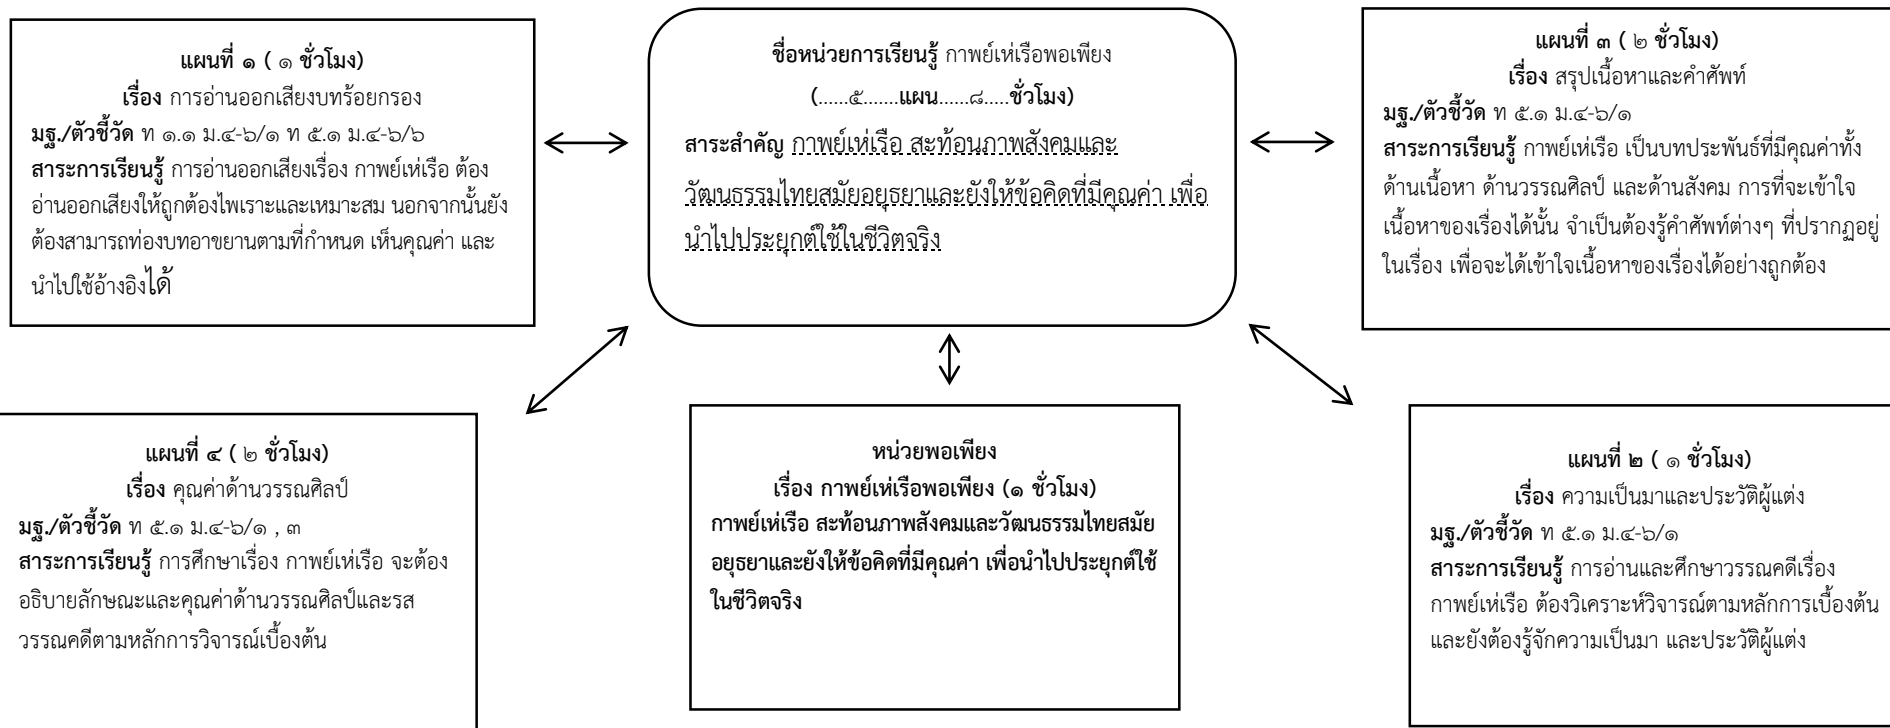 แผนที่ ๑ ( ๑ ชั่วโมง)
เรื่อง การอ่านออกเสียงบทร้อยกรอง
มฐ./ตัวชี้วัด ท ๑.๑ ม.๔-๖/๑ ท ๕.๑ ม.๔-๖/๖
สาระการเรียนรู้ การอ่านออกเสียงเรื่อง กาพย์เห่เรือ ต้อง
อ่านออกเสียงให้ถูกต้องไพเราะและเหมาะสม นอกจากนั้นยัง
ต้องสามารถท่องบทอาขยานตามที่กำหนด เห็นคุณค่า และ
นำไปใช้อ้างอิงได้
ชื่อหน่วยการเรียนรู้ กาพย์เห่เรือพอเพียง
(......๕.......แผน......๘.....ชั่วโมง)
สาระสำคัญ กาพย์เห่เรือ สะท้อนภาพสังคมและ
วัฒนธรรมไทยสมัยอยุธยาและยังให้ข้อคิดที่มีคุณค่า เพื่อ
นำไปประยุกต์ใช้ในชีวิตจริง
แผนที่ ๓ ( ๒ ชั่วโมง)
เรื่อง สรุปเนื้อหาและคำศัพท์
มฐ./ตัวชี้วัด ท ๕.๑ ม.๔-๖/๑
สาระการเรียนรู้ กาพย์เห่เรือ เป็นบทประพันธ์ที่มีคุณค่าทั้ง
ด้านเนื้อหา ด้านวรรณศิลป์ และด้านสังคม การที่จะเข้าใจ
เนื้อหาของเรื่องได้นั้น จำเป็นต้องรู้คำศัพท์ต่างๆ ที่ปรากฏอยู่
ในเรื่อง เพื่อจะได้เข้าใจเนื้อหาของเรื่องได้อย่างถูกต้อง
แผนที่ ๔ ( ๒ ชั่วโมง)
เรื่อง คุณค่าด้านวรรณศิลป์
มฐ./ตัวชี้วัด ท ๕.๑ ม.๔-๖/๑ , ๓
สาระการเรียนรู้ การศึกษาเรื่อง กาพย์เห่เรือ จะต้อง
อธิบายลักษณะและคุณค่าด้านวรรณศิลป์และรส
วรรณคดีตามหลักการวิจารณ์เบื้องต้น
หน่วยพอเพียง
เรื่อง กาพย์เห่เรือพอเพียง (๑ ชั่วโมง)
กาพย์เห่เรือ สะท้อนภาพสังคมและวัฒนธรรมไทยสมัย
อยุธยาและยังให้ข้อคิดที่มีคุณค่า เพื่อนำไปประยุกต์ใช้
ในชีวิตจริง
แผนที่ ๒ ( ๑ ชั่วโมง)
เรื่อง ความเป็นมาและประวัติผู้แต่ง
มฐ./ตัวชี้วัด ท ๕.๑ ม.๔-๖/๑
สาระการเรียนรู้ การอ่านและศึกษาวรรณคดีเรื่อง
กาพย์เห่เรือ ต้องวิเคราะห์วิจารณ์ตามหลักการเบื้องต้น
และยังต้องรู้จักความเป็นมา และประวัติผู้แต่ง